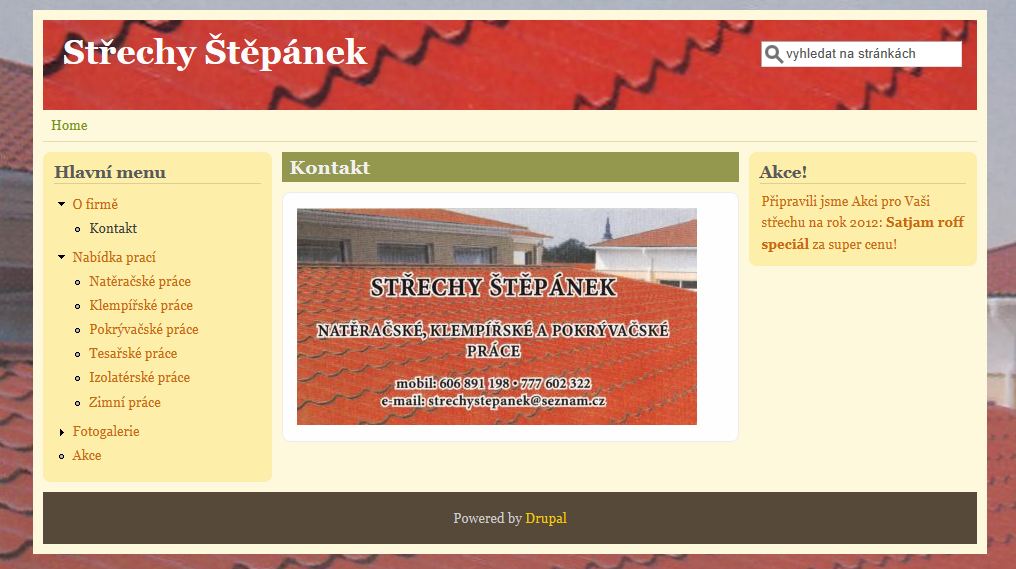 Střechy Štěpánek
vyhledat na stránkách
Home
Hlavní menu
O firmě
Kontakt
Nabídka prací
Natěračské práce
Klempířské práce
Pokrývačské práce
Tesařské práce
Izolatérské práce
Zimní práce
Fotogalerie
Akce
Kontakt
STŘECHY ŠTĚPÁNEK
NATĚRAČSKÉ, KLEMPÍŘSKÉ A POKRÝVAČSKÉ
PRÁCE
mobil: 606 891 198 • 777 602 322
e-mail: strechystepanek@seznam.cz
Akce!
Připravili jsme Akci pro Vaši
střechu na rok 2012: Satjam roff
speciál za super cenu!
Powered by Drupal